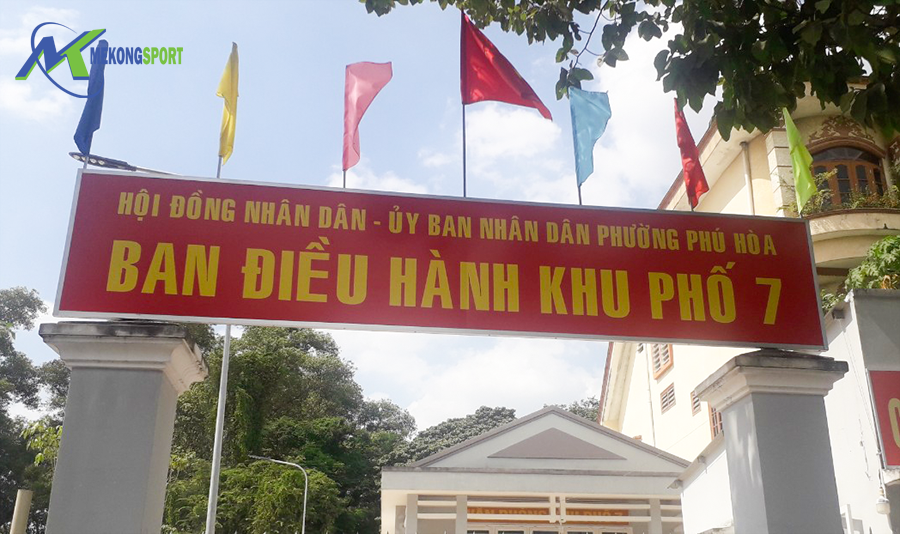 MEKONGSPORT
HỘI ĐỒNG NHÂN DÂN - ỦY BAN NHÂN DÂN PHƯỜNG PHÚ HÒA
BAN ĐIỀU HÀNH KHU PHỐ 7